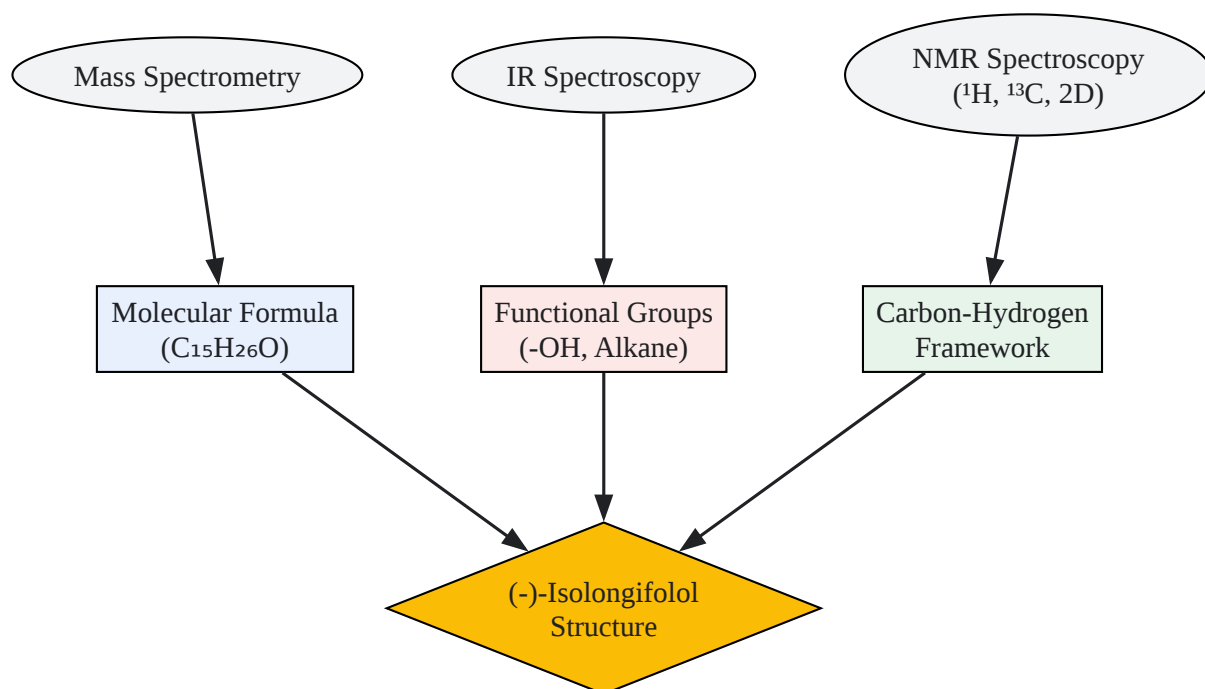 Mass Spectrometry
IR Spectroscopy
NMR Spectroscopy
(¹H, ¹³C, 2D)
Molecular Formula
(C₁₅H₂₆O)
Functional Groups
(-OH, Alkane)
Carbon-Hydrogen
Framework
(-)-Isolongifolol
Structure